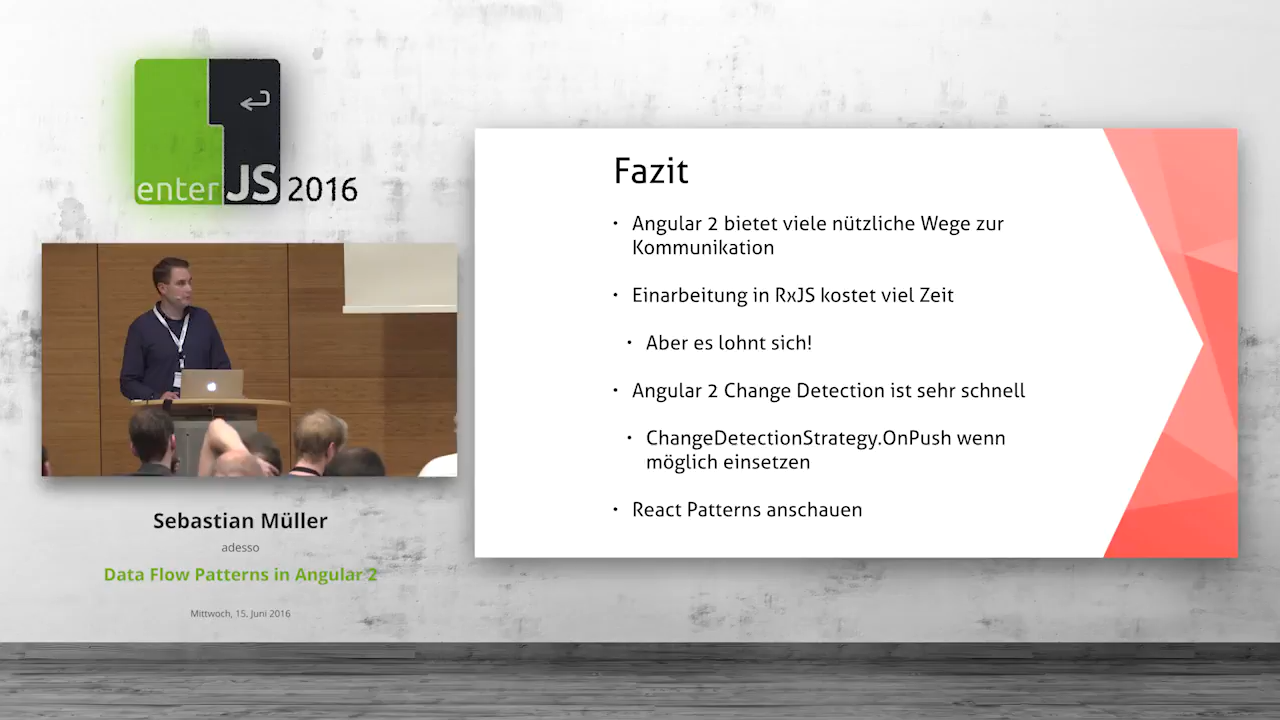 enterJS 2016
Sebastian Müller
adesso
Data Flow Patterns in Angular 2
Mittwoch, 15. Juni 2016
Fazit
• Angular 2 bietet viele nützliche Wege zur
Kommunikation
• Einarbeitung in RxJS kostet viel Zeit
• Aber es lohnt sich!
• Angular 2 Change Detection ist sehr schnell
• ChangeDetectionStrategy.OnPush wenn
möglich einsetzen
• React Patterns anschauen